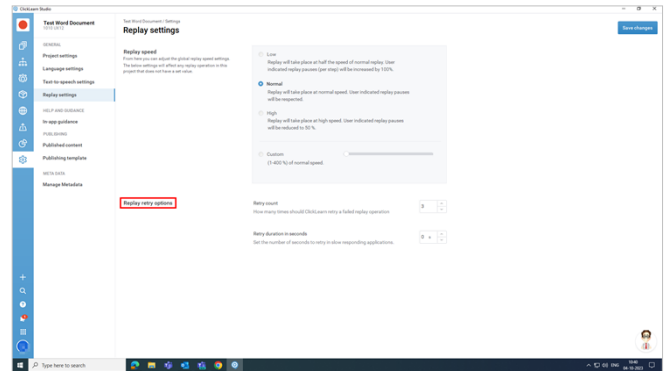 ClickLearn Studio
Test Word Document
Test Word Document / Settings
Replay settings
Save changes
GENERAL
Project settings
Language settings
Text-to-speech settings
Replay settings
HELP AND GUIDANCE
In-app guidance
PUBLISHING
Published content
Publishing template
META DATA
Manage Metadata
Replay speed
From here you can adjust the global replay speed settings.
The below settings will affect any replay operation in this
project that does not have a set value.
Low
Replay will take place at half the speed of normal replay. User
indicated replay pauses (per step) will be increased by 100%.
Normal
Replay will take place at normal speed. User indicated replay pauses
will be respected.
High
Replay will take place at high speed. User indicated replay pauses
will be reduced to 50 %.
Custom
(1-400 %) of normal speed.
Replay retry options
Retry count
How many times should ClickLearn retry a failed replay operation
3
Retry duration in seconds
Set the number of seconds to retry in slow responding applications.
0 s
Type here to search
ENG
10:40
04-10-2023